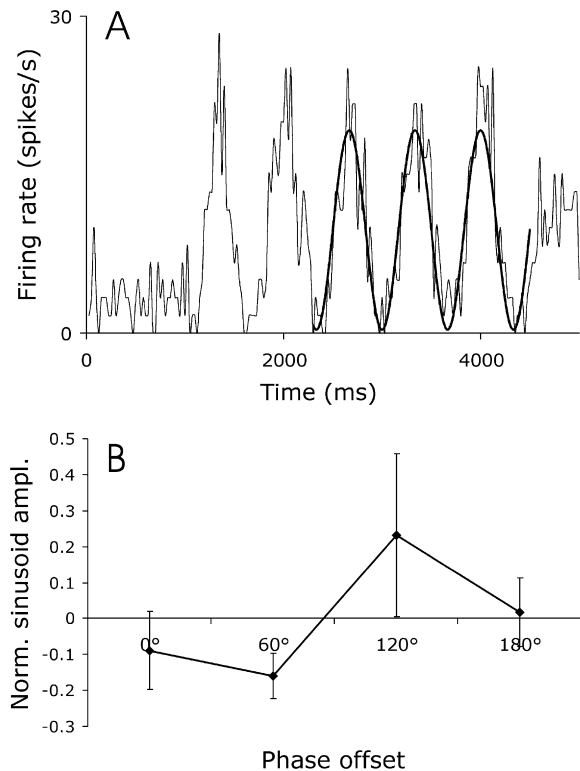 A
30
Firing rate (spikes/s)
0
0
2000
4000
Time (ms)
B
0.5
0.4
0.3
0.2
0.1
0
-0.1
-0.2
-0.3
Norm. sinusoid ampl.
0° 60° 120° 180°
Phase offset